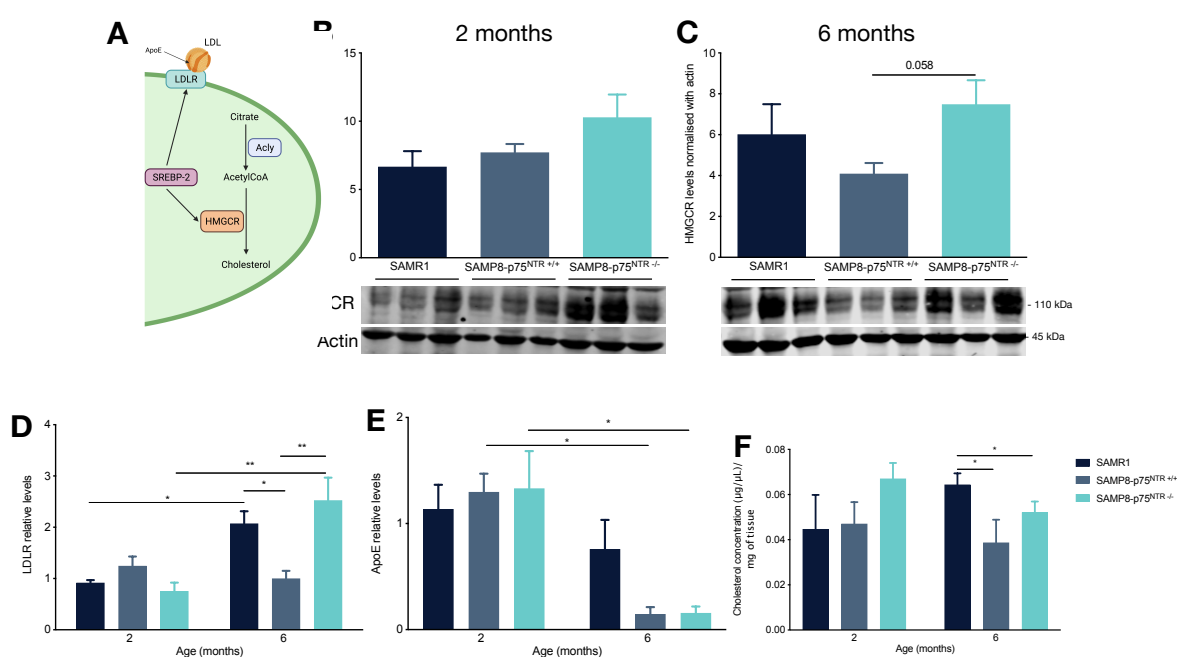 A
ApoE
LDL
LDLR
Citrate
Acly
SREBP-2
AcetylCoA
HMGCR
Cholesterol
2 months
15
10
5
0
SAMR1
SAMP8-p75NTR +/+
SAMP8-p75NTR -/-
CR
Actin
C
6 months
HMGCR levels normalised with actin
10
8
6
4
2
0
0.058
SAMR1
SAMP8-p75NTR +/+
SAMP8-p75NTR -/-
- 110 kDa
- 45 kDa
D
LDLR relative levels
4
3
2
1
0
*
**
*
**
2
6
Age (months)
E
ApoE relative levels
2
1
0
*
*
2
6
Age (months)
F
Cholesterol concentration (µg/µL)/
mg of tissue
0.08
0.06
0.04
0.02
0.00
*
*
2
6
Age (months)
SAMR1
SAMP8-p75NTR +/+
SAMP8-p75NTR -/-